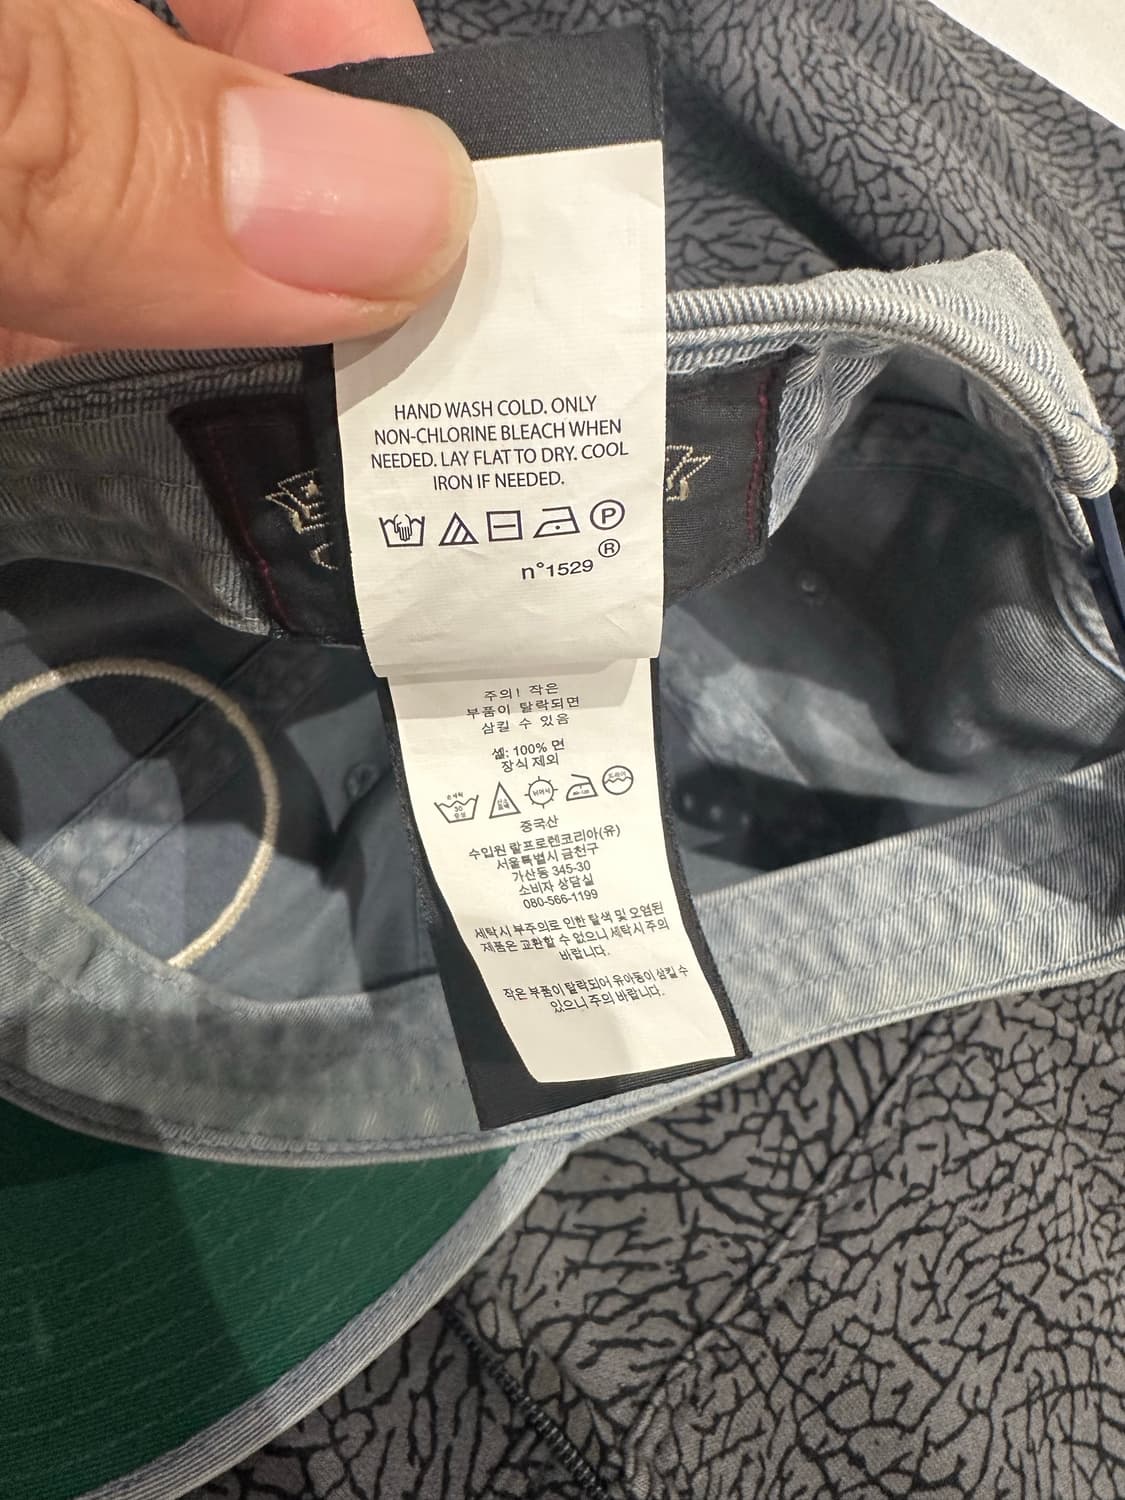 HAND WASH COLD. ONLY
NON-CHLORINE BLEACH WHEN
NEEDED. LAY FLAT TO DRY. COOL
IRON IF NEEDED.
P
®
n°1529
주의! 작은
부품이 탈락되면
삼킬 수 있음
셀: 100% 면
장식 제외
손세탁
30
중성
중국산
수입원 랄프로렌코리아(유)
서울특별시 금천구
가산동 345-30
소비자 상담실
080-566-1199
세탁시 부주의로 인한 탈색 및 오염된
제품은 교환할 수 없으니 세탁시 주의
바랍니다.
작은 부품이 탈락되어 유아동이 삼킬 수
있으니 주의 바랍니다.